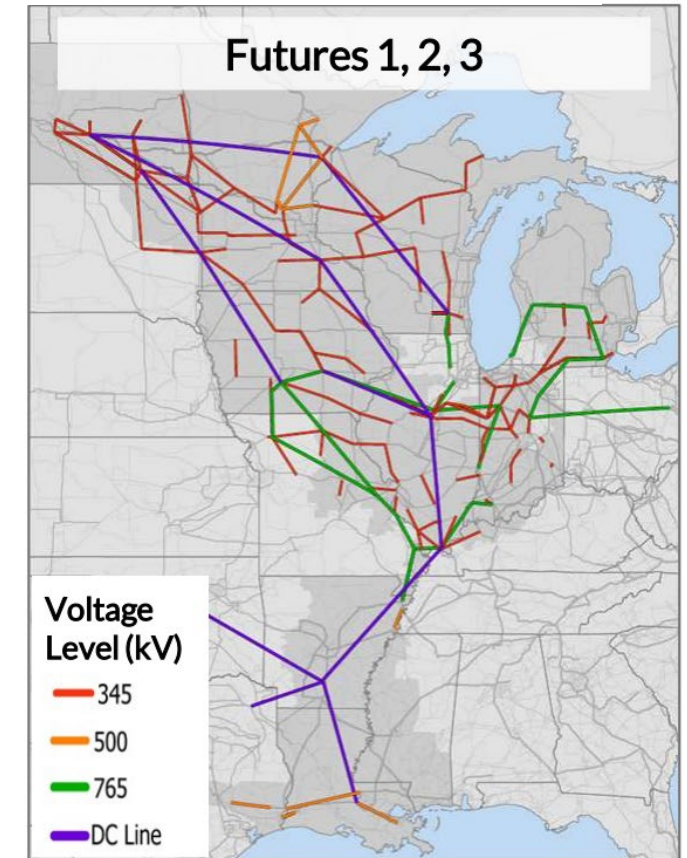 Futures 1, 2, 3
Voltage
Level (kV)
345
500
765
DC Line